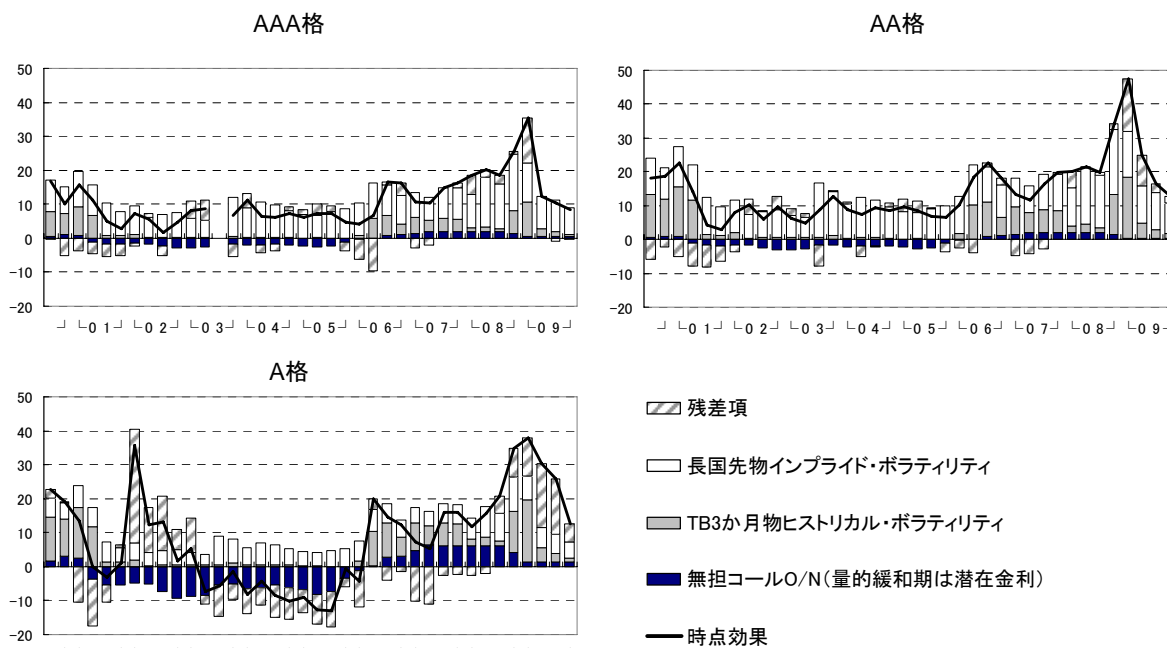 AAA格
AA格
50
40
30
20
10
0
-10
-20
01 02 03 04 05 06 07 08 09
50
40
30
20
10
0
-10
-20
01 02 03 04 05 06 07 08 09
A格
50
40
30
20
10
0
-10
-20
残差項
長国先物インプライド・ボラティリティ
TB3か月物ヒストリカル・ボラティリティ
無担コールO/N(量的緩和期は潜在金利)
時点効果